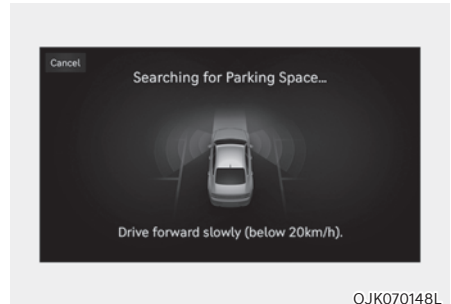 Cancel
Searching for Parking Space...
Drive forward slowly (below 20km/h).
OJK070148L